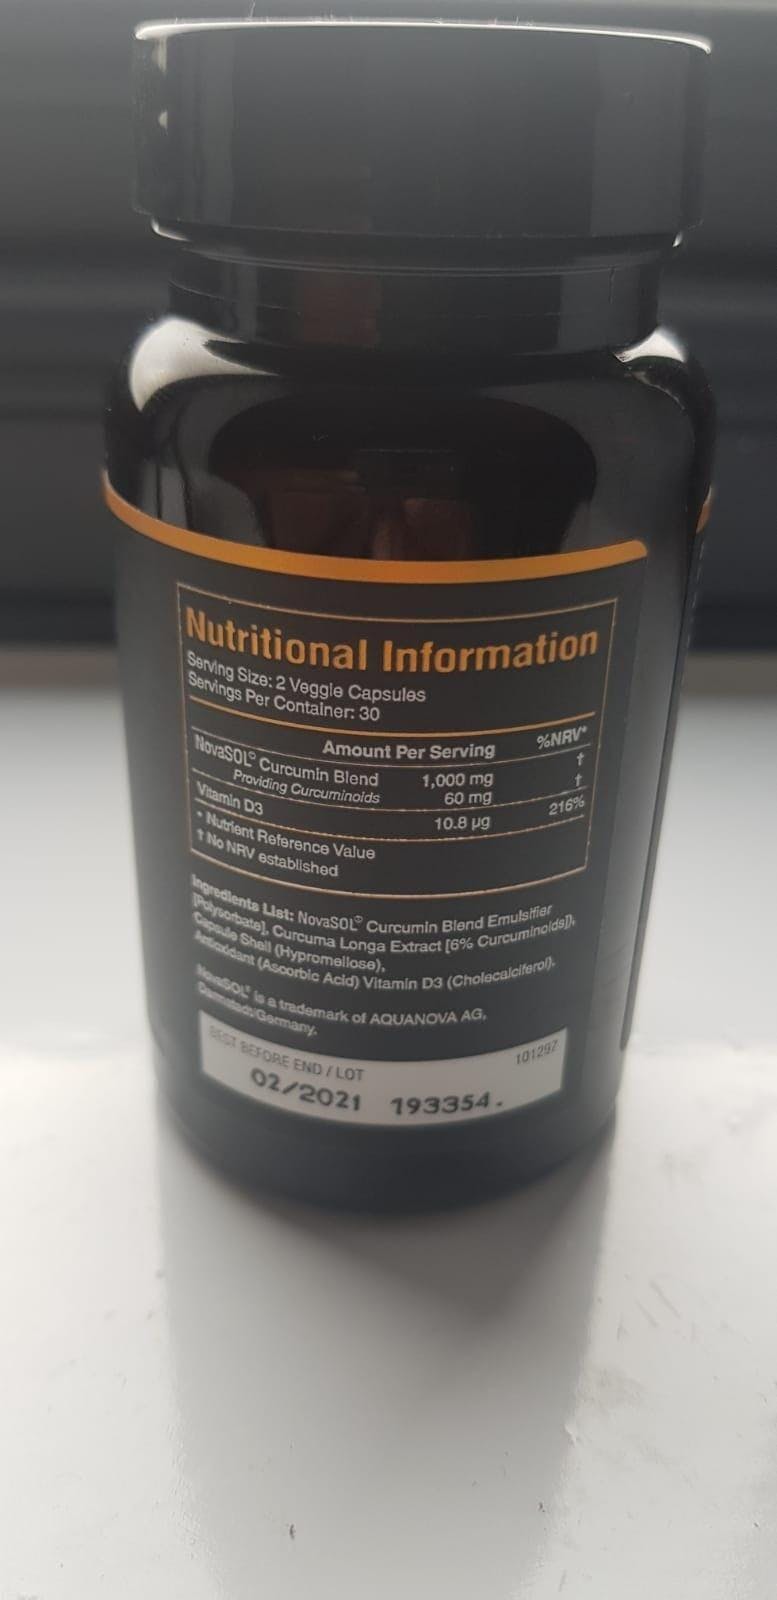 Nutritional Information
Serving Size: 2 Veggie Capsules
Servings Per Container: 30
Amount Per Serving %NRV*
NovaSOL® Curcumin Blend 1,000 mg †
Providing Curcuminoids 60 mg †
Vitamin D3 10.8 µg 216%
* Nutrient Reference Value
† No NRV established
Ingredients List: NovaSOL® Curcumin Blend Emulsifier
[Polysorbate], Curcuma Longa Extract [6% Curcuminoids]),
Capsule Shell (Hypromellose),
Antioxidant (Ascorbic Acid) Vitamin D3 (Cholecalciferol).
NovaSOL® is a trademark of AQUANOVA AG,
Darmstadt/Germany.
BEST BEFORE END / LOT 101297
02/2021 193354.